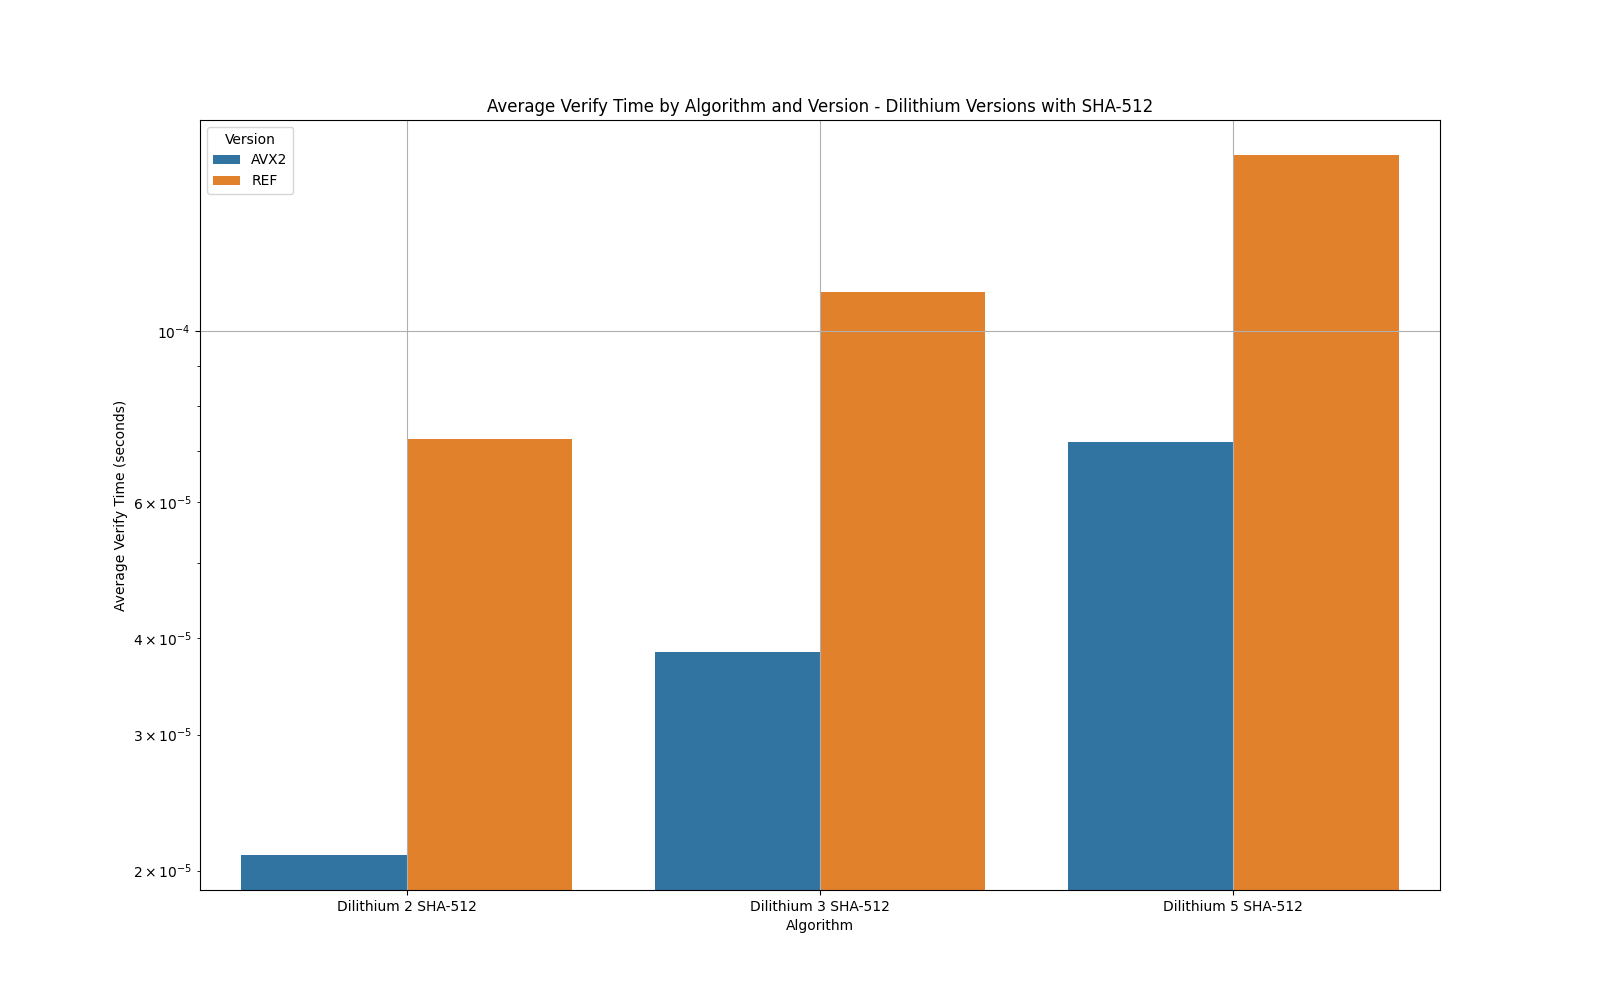 Average Verify Time by Algorithm and Version - Dilithium Versions with SHA-512
Version
AVX2
REF
10⁻⁴
6 × 10⁻⁵
4 × 10⁻⁵
3 × 10⁻⁵
2 × 10⁻⁵
Average Verify Time (seconds)
Dilithium 2 SHA-512
Dilithium 3 SHA-512
Dilithium 5 SHA-512
Algorithm